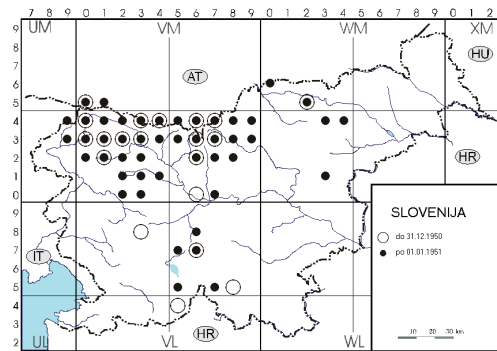 7 8 9 0 1 2 3 4 5 6 7 8 9 0 1 2 3 4 5 6 7 8 9 0 1 2
9 UM VM WM XM
8 HU
7 AT
6
5
4
3 HR
2
1
0
9 SLOVENIJA
8 do 31.12.1950
7 po 01.01.1951
6 IT
5
4
3 HR 0 10 20 30 km
2 UL VL WL